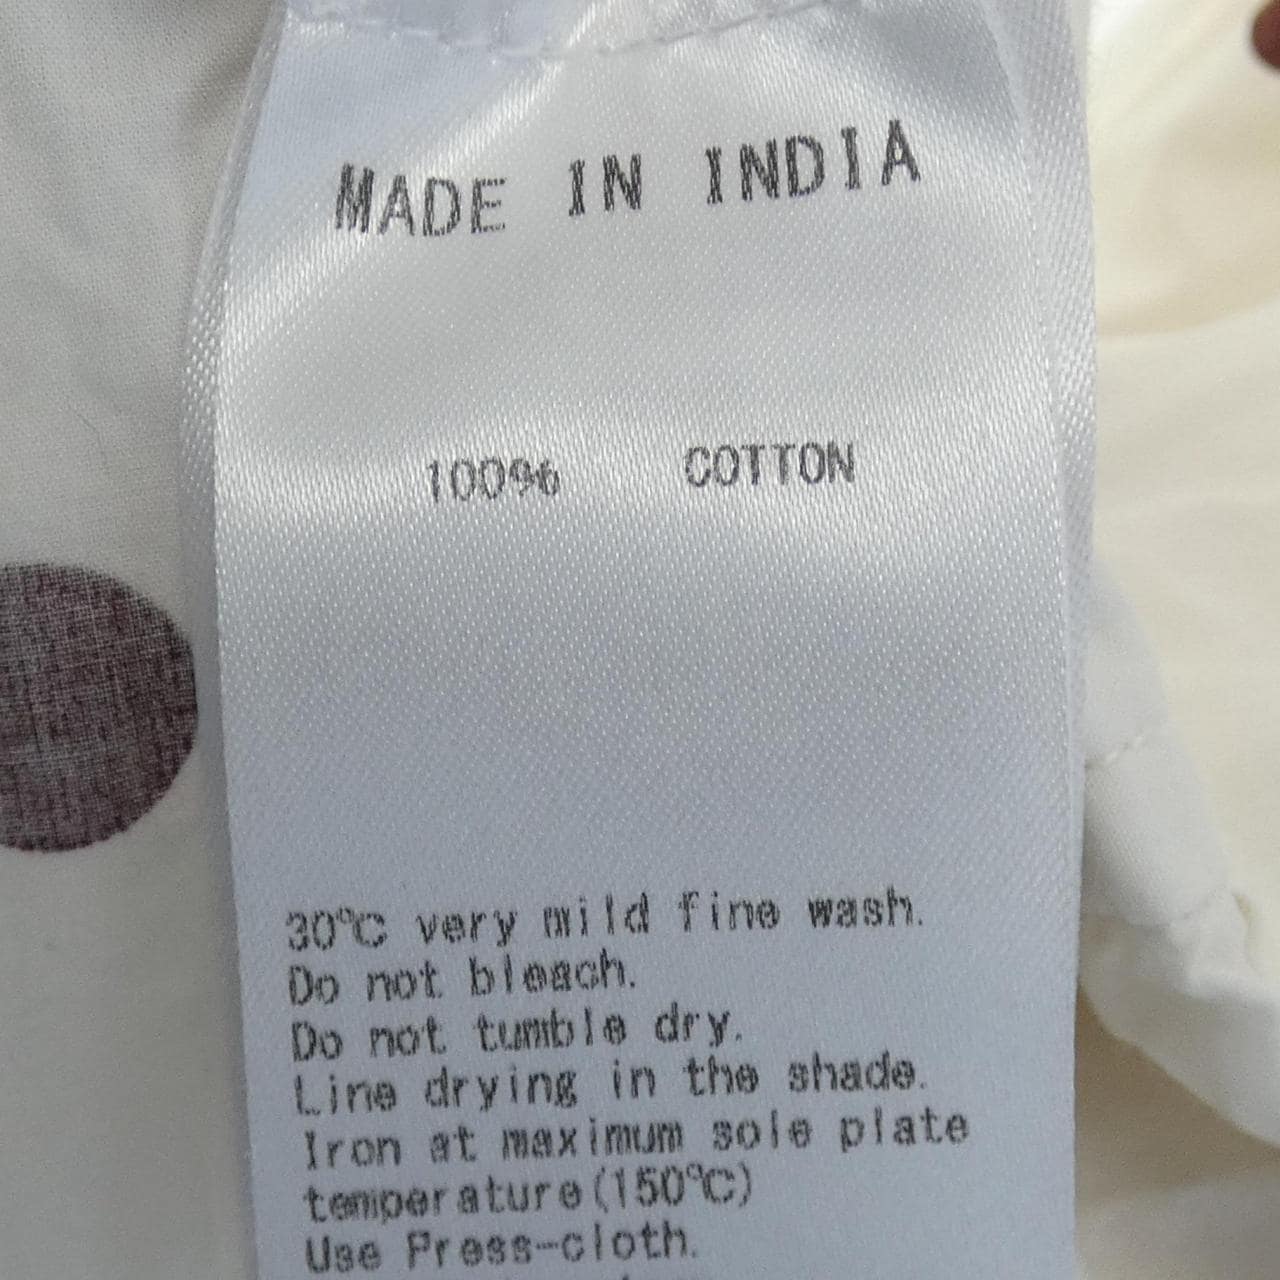 MADE IN INDIA
100% COTTON
30℃ very mild fine wash.
Do not bleach.
Do not tumble dry.
Line drying in the shade.
Iron at maximum sole plate
temperature(150℃)
Use Press-cloth.